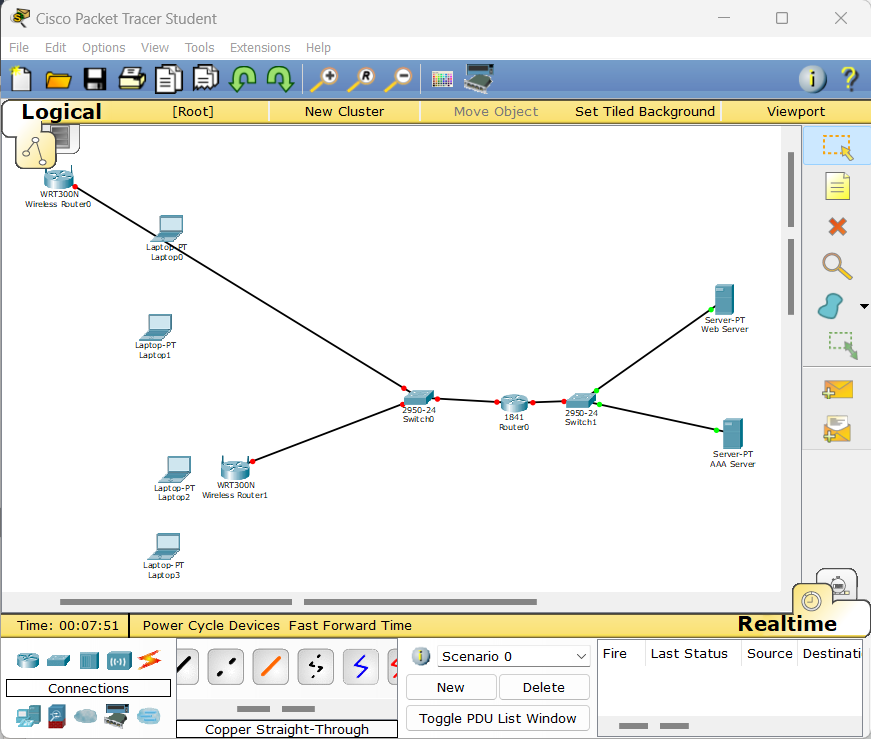 Cisco Packet Tracer Student
File Edit Options View Tools Extensions Help
Logical [Root] New Cluster Move Object Set Tiled Background Viewport
WRT300N
Wireless Router0
Laptop-PT
Laptop0
Laptop-PT
Laptop1
Server-PT
Web Server
2950-24
Switch0
1841
Router0
2950-24
Switch1
Server-PT
AAA Server
Laptop-PT
Laptop2
WRT300N
Wireless Router1
Laptop-PT
Laptop3
Time: 00:07:51 Power Cycle Devices Fast Forward Time Realtime
Connections
Copper Straight-Through
Scenario 0
New Delete
Toggle PDU List Window
Fire Last Status Source Destinati